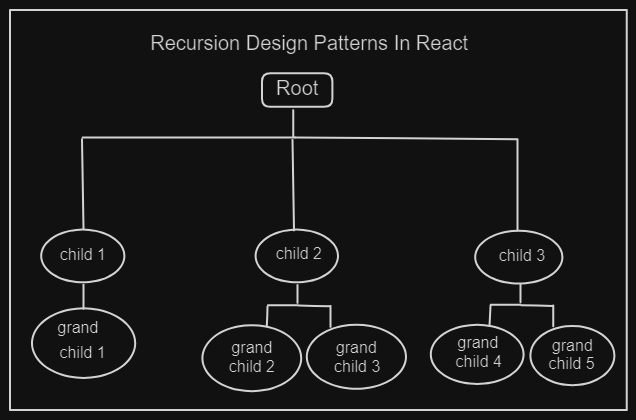 Recursion Design Patterns In React
Root
child 1
child 2
child 3
grand
child 1
grand
child 2
grand
child 3
grand
child 4
grand
child 5